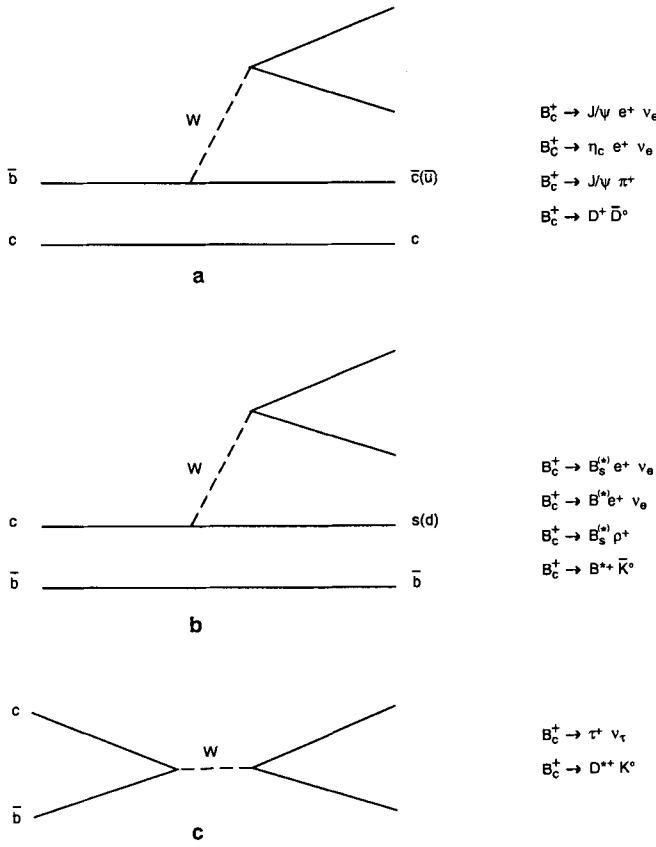 W
b̅ c̅(u̅)
c c
a
B_c^+ → J/ψ e^+ ν_e
B_c^+ → η_c e^+ ν_e
B_c^+ → J/ψ π^+
B_c^+ → D^+ D̅^o
W
c s(d)
b̅ b̅
b
B_c^+ → B_s^(*) e^+ ν_e
B_c^+ → B^(*) e^+ ν_e
B_c^+ → B_s^(*) ρ^+
B_c^+ → B^*+ K̅^o
c
W
b̅
c
B_c^+ → τ^+ ν_τ
B_c^+ → D^*+ K^o